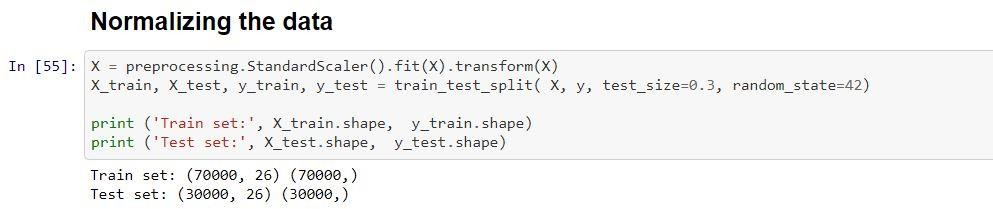 Normalizing the data
In [55]: X = preprocessing.StandardScaler().fit(X).transform(X)
X_train, X_test, y_train, y_test = train_test_split( X, y, test_size=0.3, random_state=42)
print ('Train set:', X_train.shape,  y_train.shape)
print ('Test set:', X_test.shape,  y_test.shape)
Train set: (70000, 26) (70000,)
Test set: (30000, 26) (30000,)